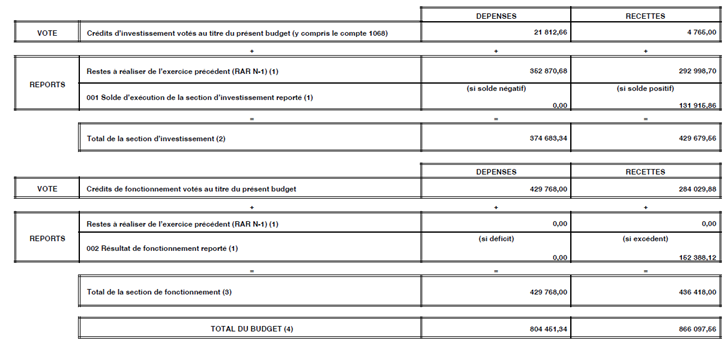 DEPENSES RECETTES
VOTE Crédits d'investissement votés au titre du présent budget (y compris le compte 1068) 21 812,66 4 765,00
+ + +
Restes à réaliser de l'exercice précédent (RAR N-1) (1) 352 870,68 292 998,70
REPORTS (si solde négatif) (si solde positif)
001 Solde d'exécution de la section d'investissement reporté (1)
0,00 131 915,86
= = =
Total de la section d'investissement (2) 374 683,34 429 679,56
DEPENSES RECETTES
VOTE Crédits de fonctionnement votés au titre du présent budget 429 768,00 284 029,88
+ + +
Restes à réaliser de l'exercice précédent (RAR N-1) (1) 0,00 0,00
REPORTS (si déficit) (si excédent)
002 Résultat de fonctionnement reporté (1)
0,00 152 388,12
= = =
Total de la section de fonctionnement (3) 429 768,00 436 418,00
TOTAL DU BUDGET (4) 804 451,34 866 097,56